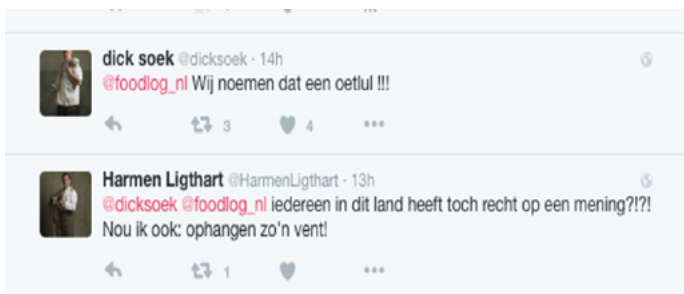 dick soek @dicksoek · 14h
@foodlog_nl Wij noemen dat een oetlul !!!
3 4
Harmen Ligthart @HarmenLigthart · 13h
@dicksoek @foodlog_nl iedereen in dit land heeft toch recht op een mening?!?!
Nou ik ook: ophangen zo'n vent!
1